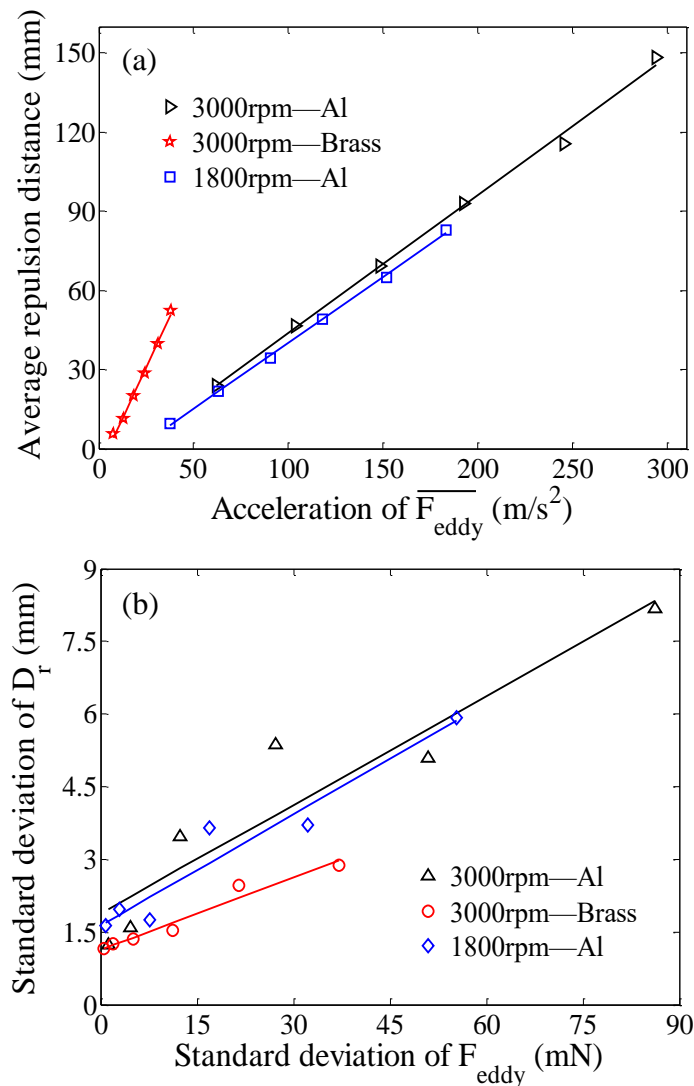 (a)
150
120
90
60
30
0
3000rpm—Al
3000rpm—Brass
1800rpm—Al
0 50 100 150 200 250 300
Average repulsion distance (mm)
Acceleration of F_eddy (m/s²)
(b)
9
7.5
6
4.5
3
1.5
0
3000rpm—Al
3000rpm—Brass
1800rpm—Al
0 15 30 45 60 75 90
Standard deviation of D_r (mm)
Standard deviation of F_eddy (mN)